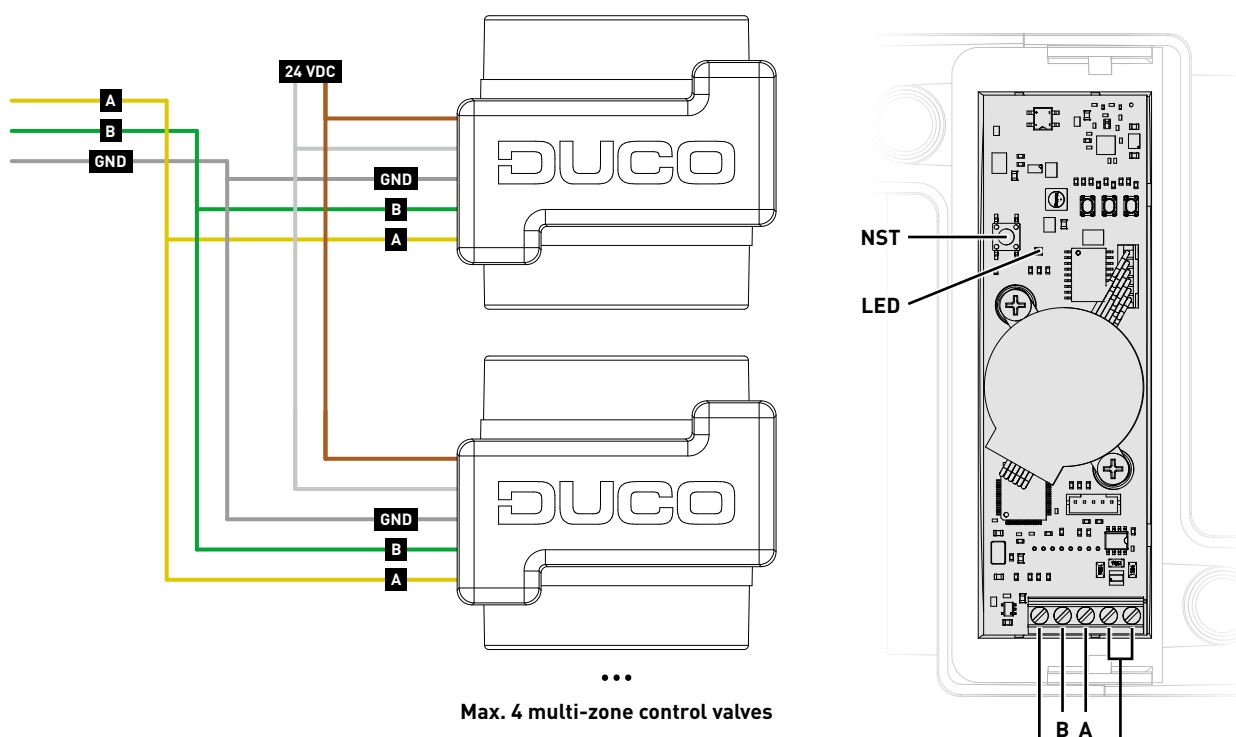 24 VDC
A
B
GND
DUCO
GND
B
A
DUCO
GND
B
A
...
Max. 4 multi-zone control valves
NST
LED
B A